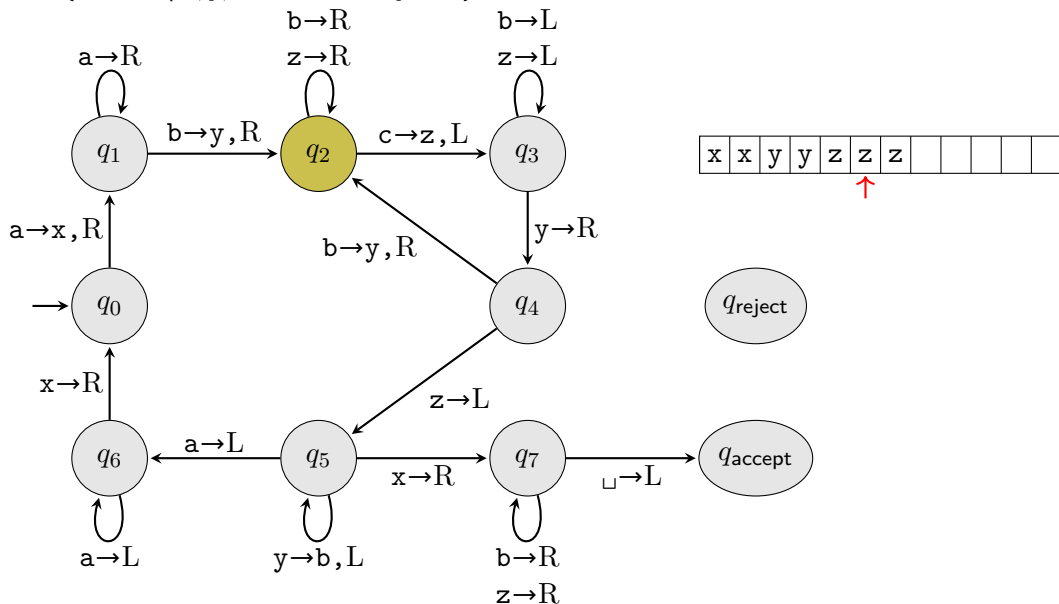 b→R
b→L
a→R
z→R
z→L
b→y,R
c→z,L
q1
q2
q3
x x y y z z z
a→x,R
b→y,R
y→R
q0
q4
qreject
x→R
z→L
a→L
q6
q5
x→R
q7
␣→L
qaccept
a→L
y→b,L
b→R
z→R